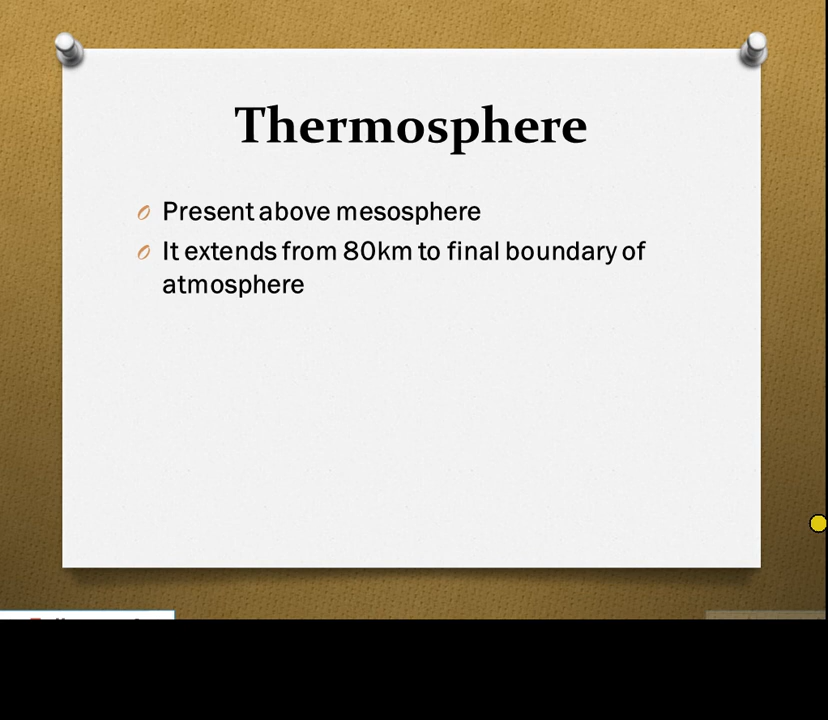 Thermosphere
Present above mesosphere
It extends from 80km to final boundary of
atmosphere